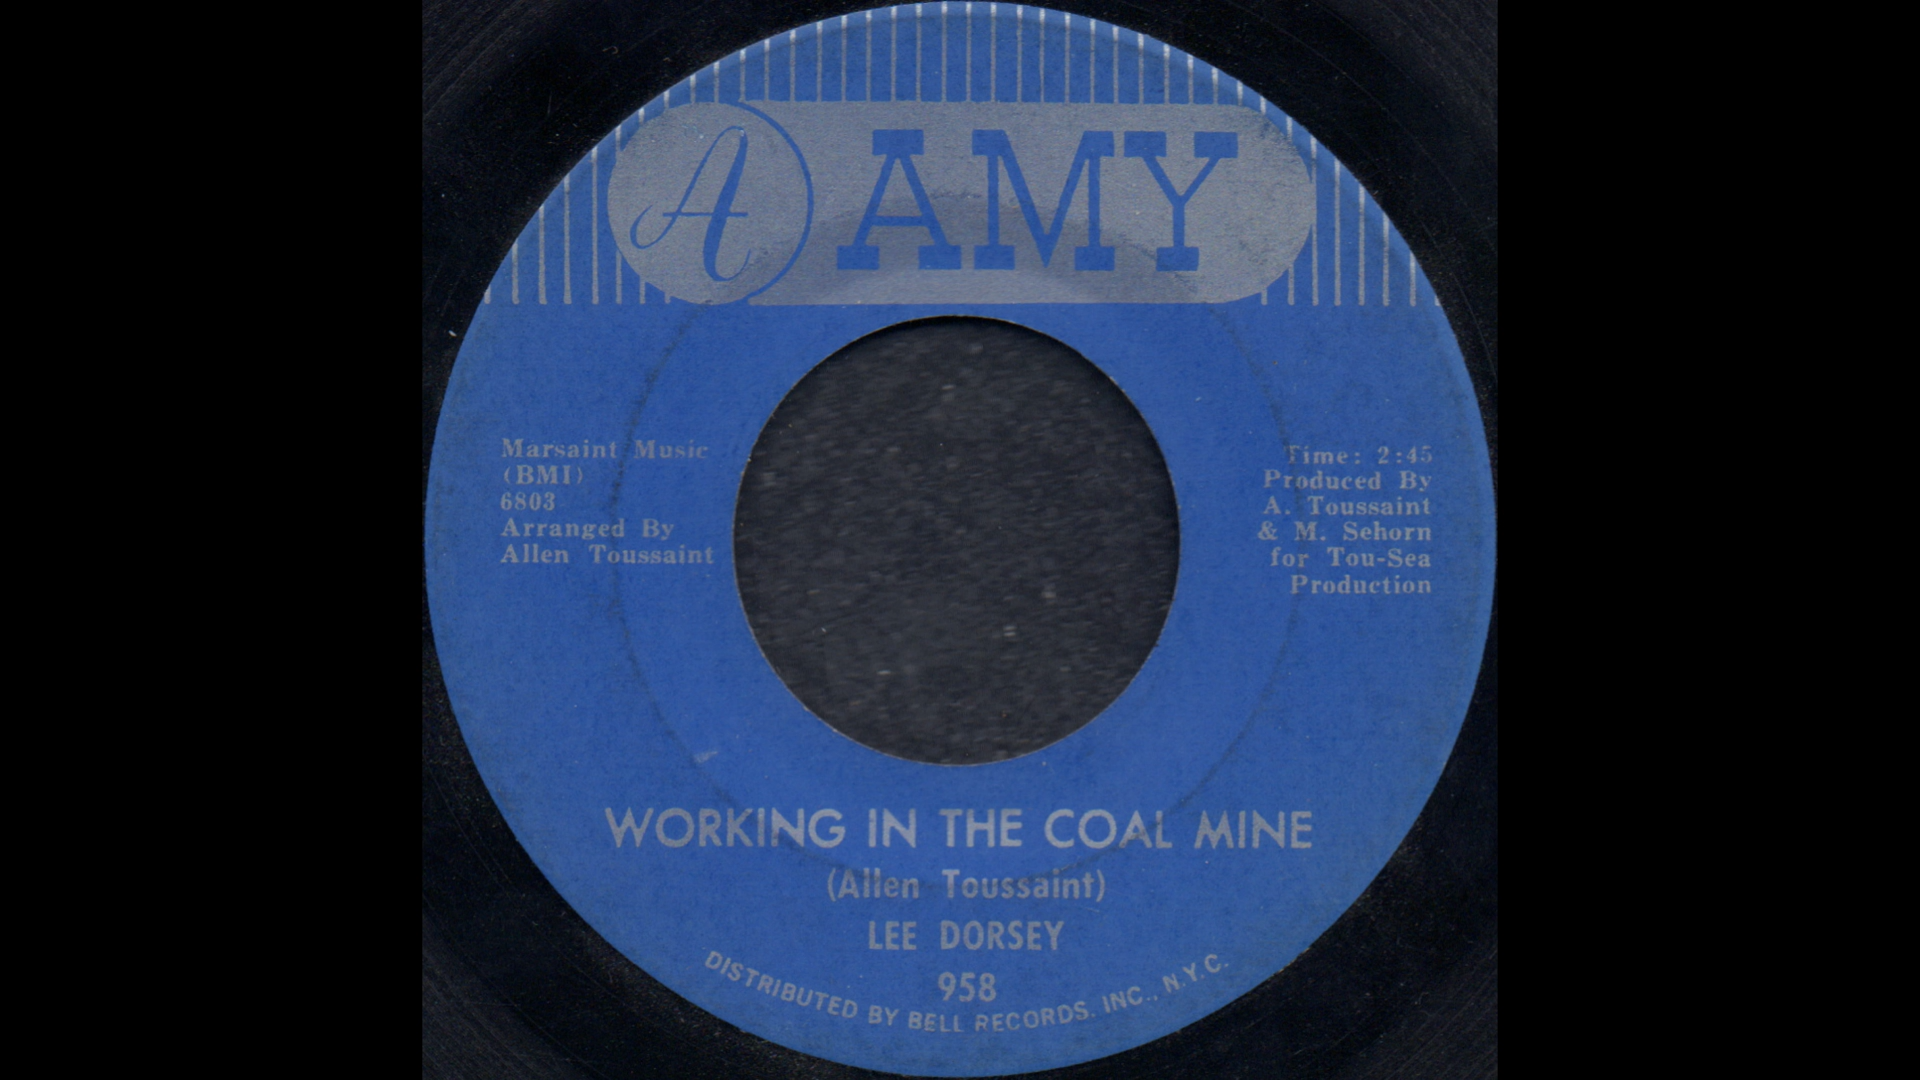 A AMY
Marsaint Music
(BMI)
6803
Arranged By
Allen Toussaint
Time: 2:45
Produced By
A. Toussaint
& M. Sehorn
for Tou-Sea
Production
WORKING IN THE COAL MINE
(Allen Toussaint)
LEE DORSEY
958
DISTRIBUTED BY BELL RECORDS. INC., N.Y.C.